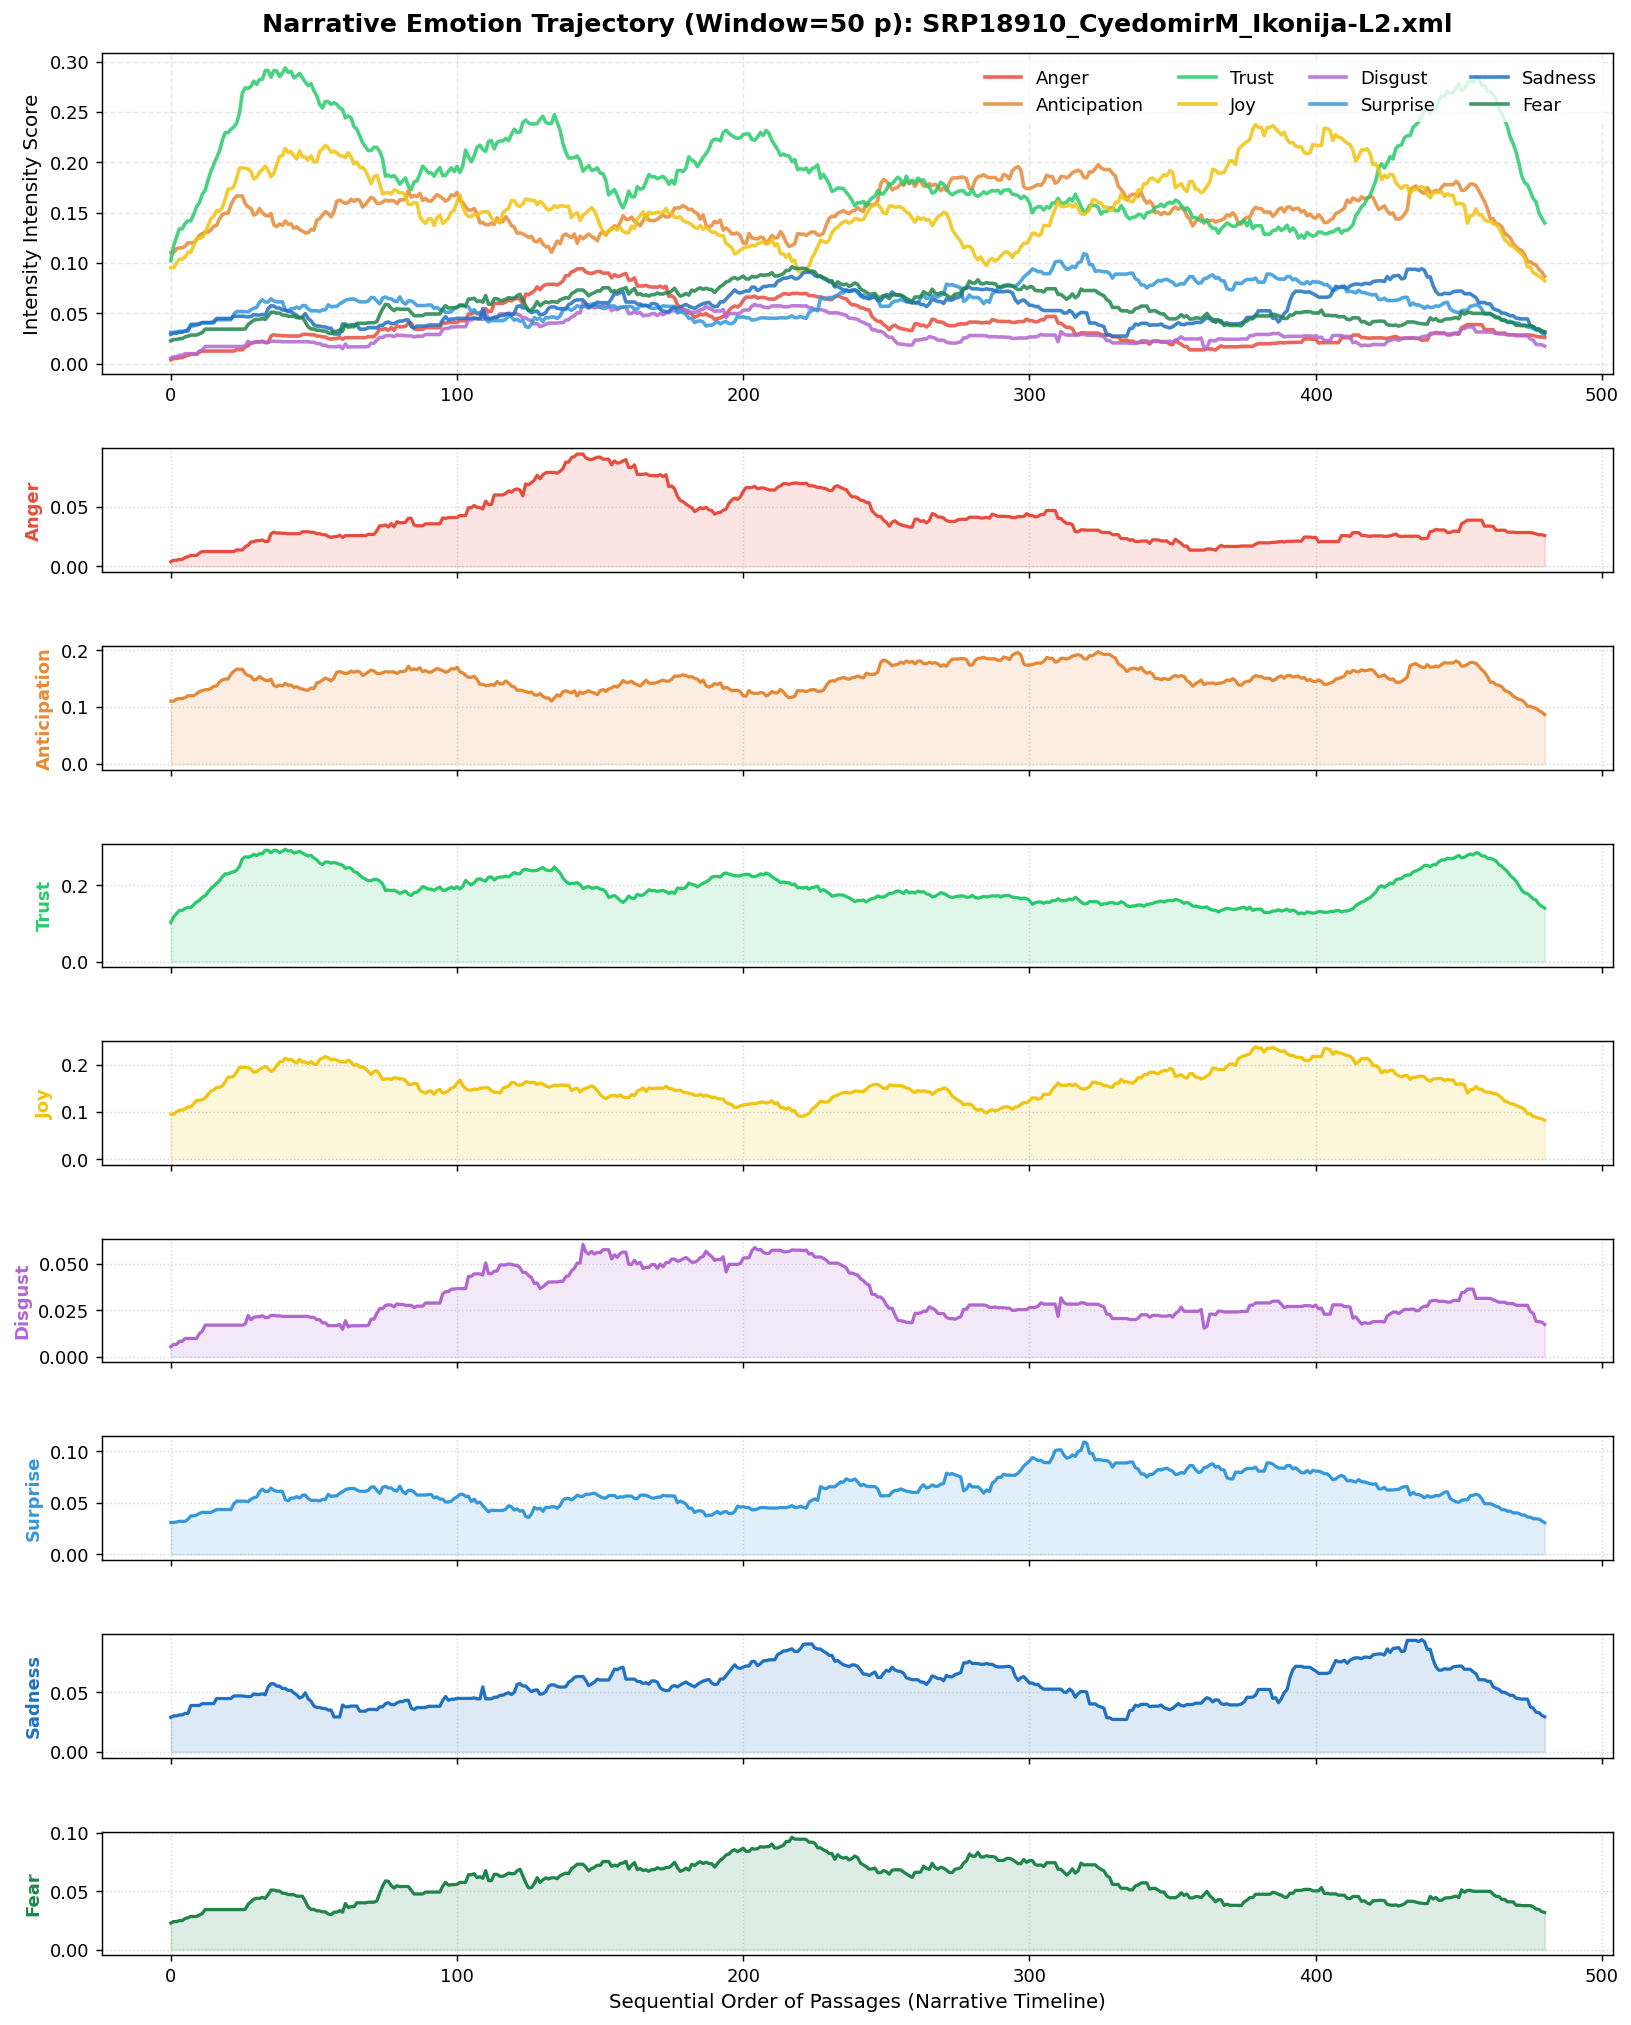 Narrative Emotion Trajectory (Window=50 p): SRP18910_CyedomirM_Ikonija-L2.xml
Intensity Intensity Score
0.30
0.25
0.20
0.15
0.10
0.05
0.00
Anger Trust Disgust Sadness
Anticipation Joy Surprise Fear
0 100 200 300 400 500
Anger
0.05
0.00
Anticipation
0.2
0.1
0.0
Trust
0.2
0.0
Joy
0.2
0.1
0.0
Disgust
0.050
0.025
0.000
Surprise
0.10
0.05
0.00
Sadness
0.05
0.00
Fear
0.10
0.05
0.00
0 100 200 300 400 500
Sequential Order of Passages (Narrative Timeline)